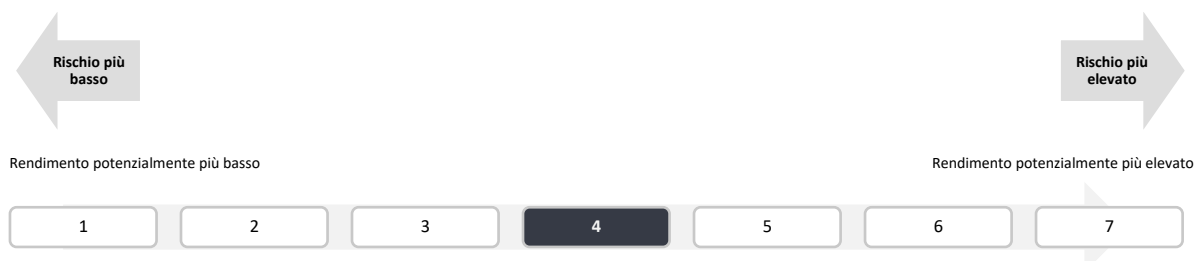 Rischio più
basso
Rischio più
elevato
Rendimento potenzialmente più basso
Rendimento potenzialmente più elevato
1 2 3 4 5 6 7